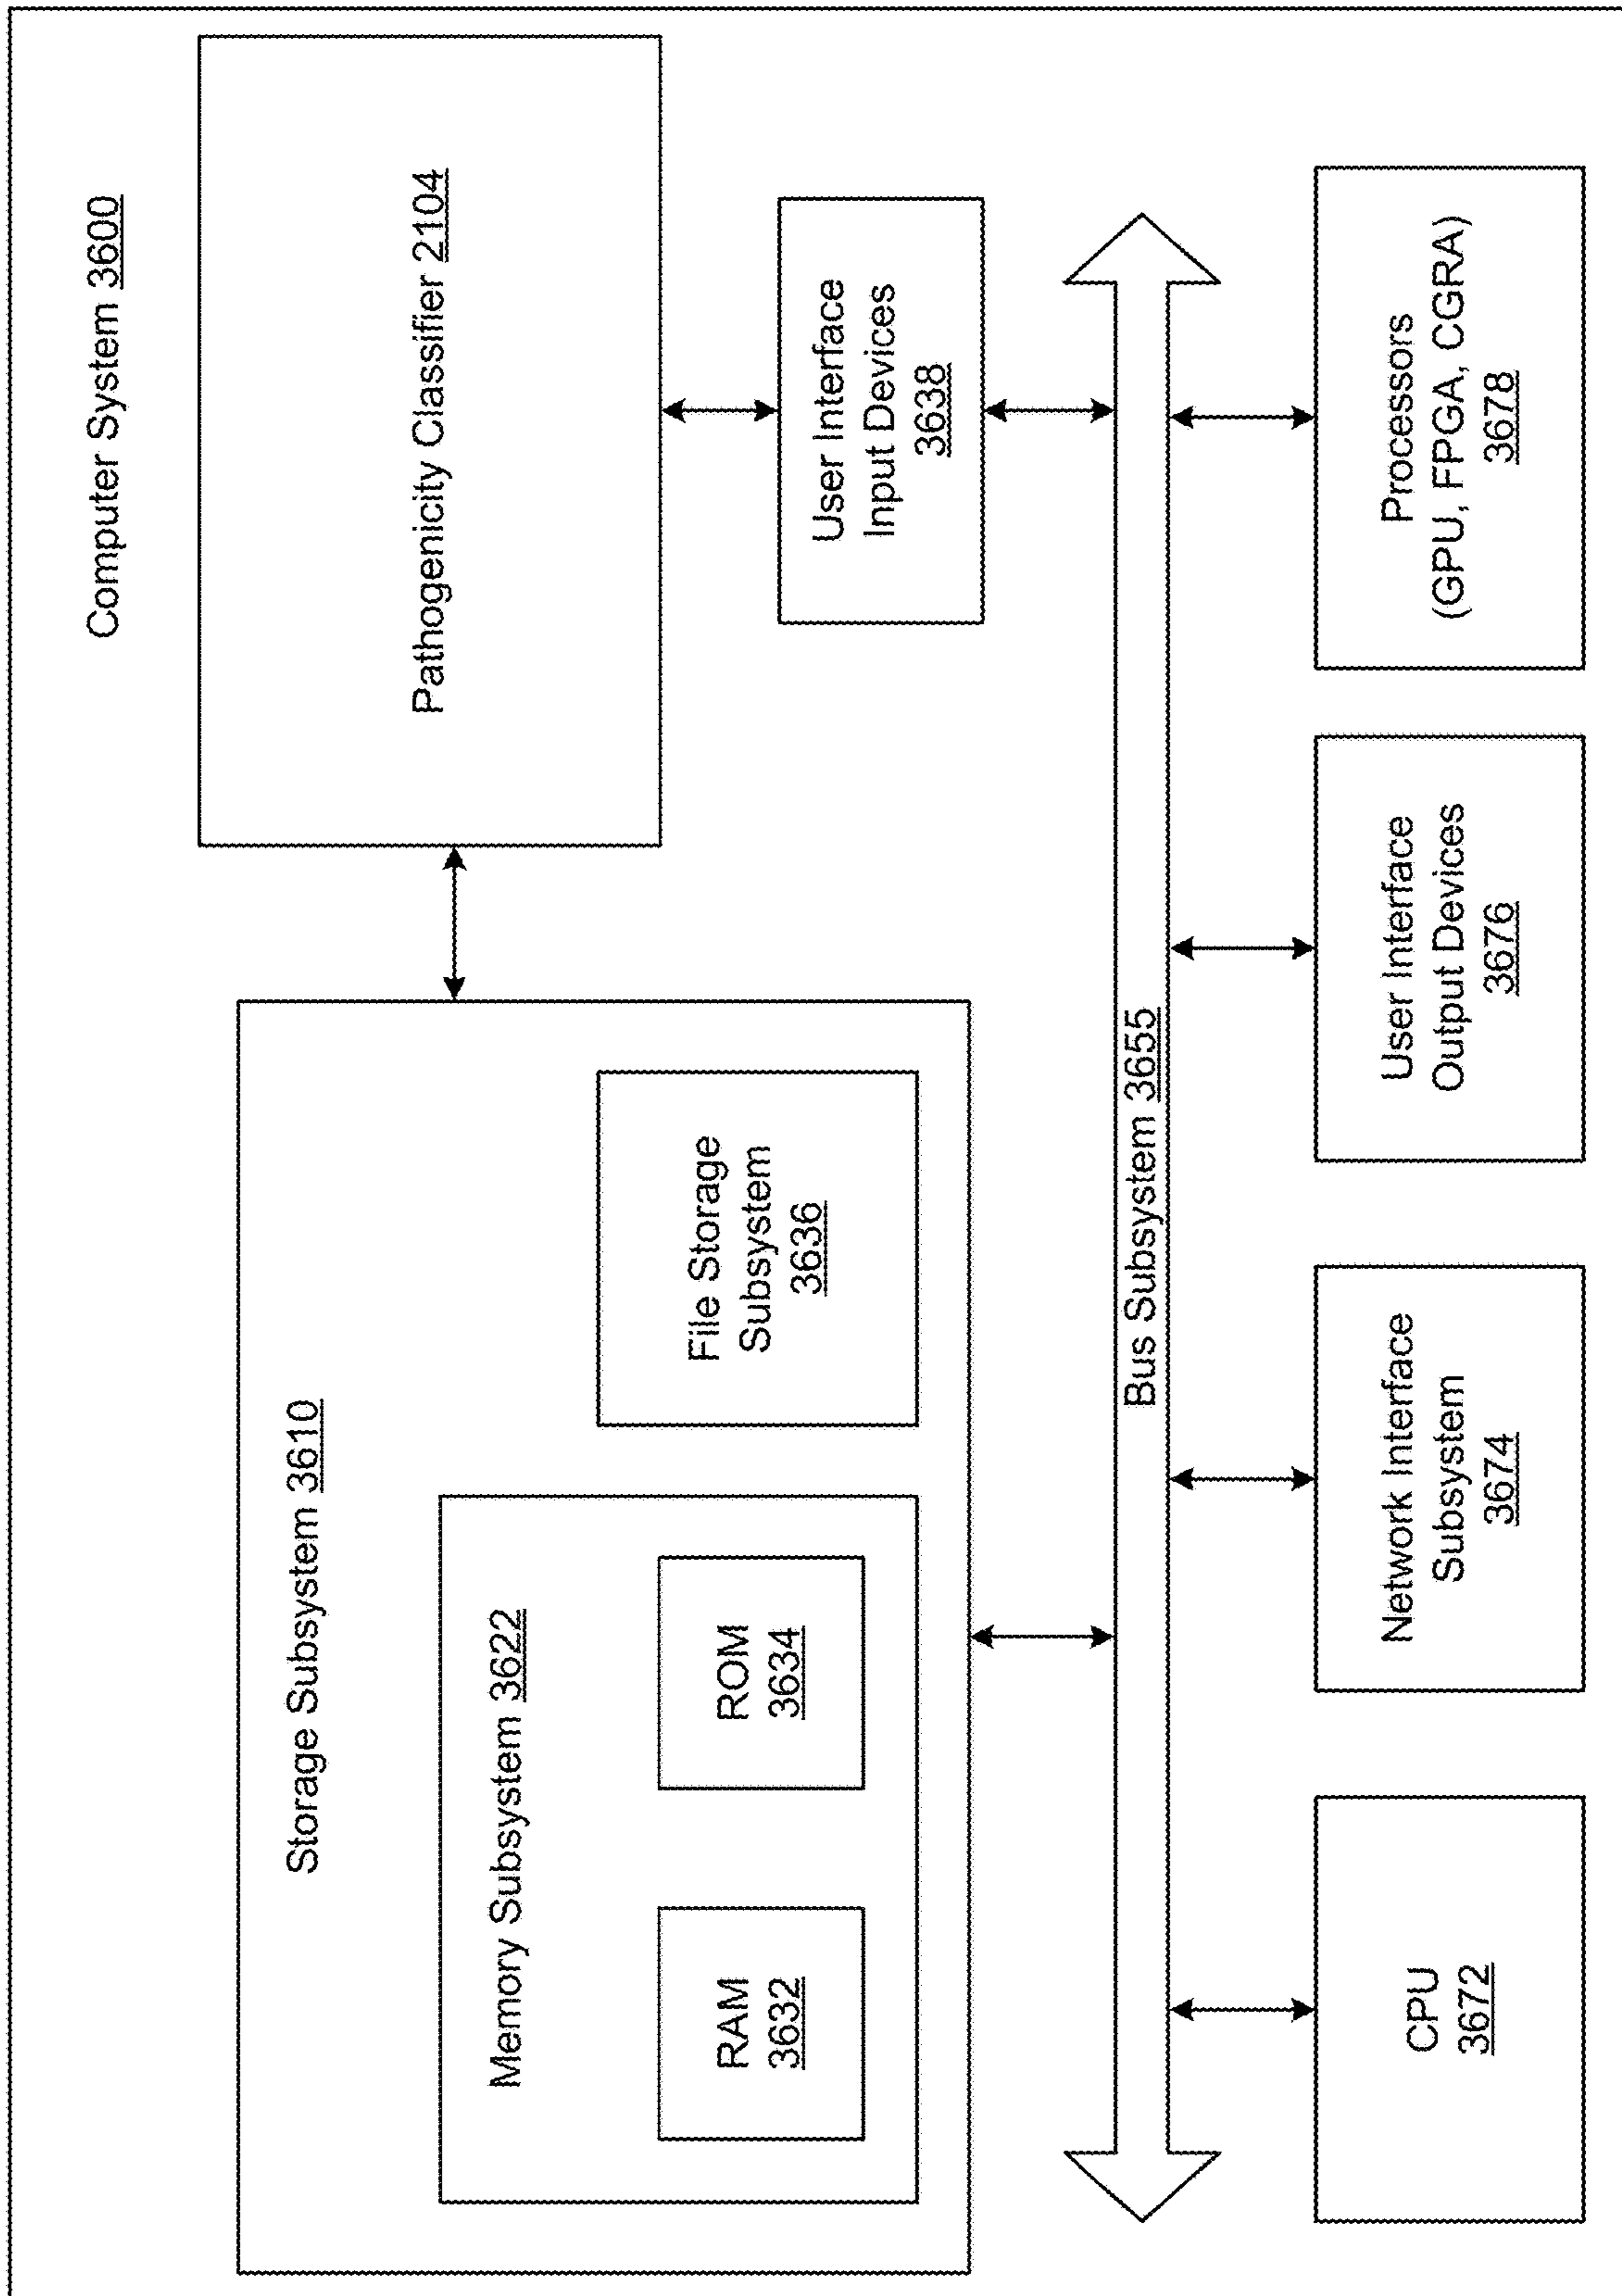 Computer System 3600
Storage Subsystem 3610
Memory Subsystem 3622
RAM
3632
ROM
3634
File Storage
Subsystem
3636
Pathogenicity Classifier 2104
User Interface
Input Devices
3638
Bus Subsystem 3655
CPU
3672
Network Interface
Subsystem
3674
User Interface
Output Devices
3676
Processors
(GPU, FPGA, CGRA)
3678